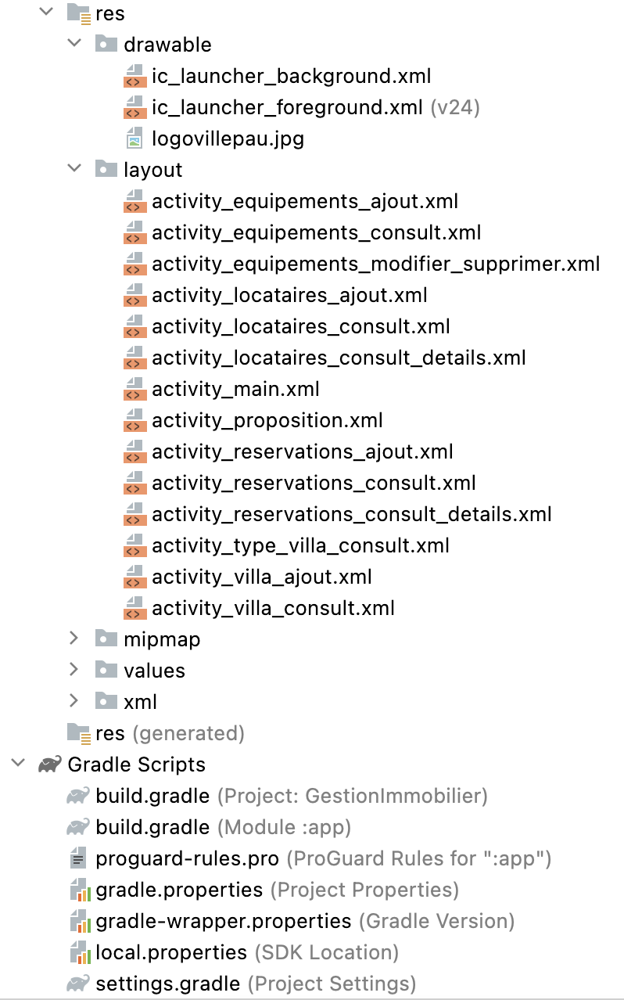 res
drawable
ic_launcher_background.xml
ic_launcher_foreground.xml (v24)
logovillepau.jpg
layout
activity_equipements_ajout.xml
activity_equipements_consult.xml
activity_equipements_modifier_supprimer.xml
activity_locataires_ajout.xml
activity_locataires_consult.xml
activity_locataires_consult_details.xml
activity_main.xml
activity_proposition.xml
activity_reservations_ajout.xml
activity_reservations_consult.xml
activity_reservations_consult_details.xml
activity_type_villa_consult.xml
activity_villa_ajout.xml
activity_villa_consult.xml
mipmap
values
xml
res (generated)
Gradle Scripts
build.gradle (Project: GestionImmobilier)
build.gradle (Module :app)
proguard-rules.pro (ProGuard Rules for ":app")
gradle.properties (Project Properties)
gradle-wrapper.properties (Gradle Version)
local.properties (SDK Location)
settings.gradle (Project Settings)